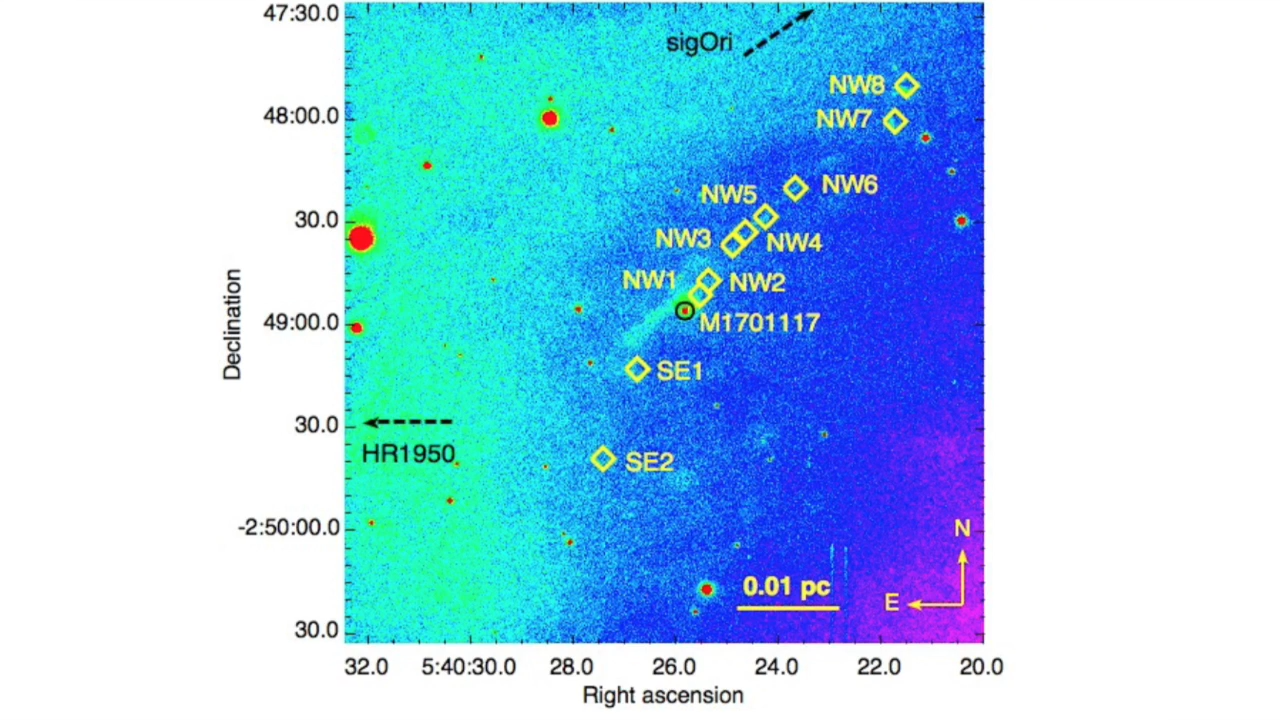 47:30.0
sigOri
NW8
48:00.0
NW7
NW6
NW5
30.0
NW3
NW4
NW1
NW2
Declination
49:00.0
M1701117
SE1
30.0
HR1950
SE2
-2:50:00.0
N
0.01 pc
E
30.0
32.0 5:40:30.0 28.0 26.0 24.0 22.0 20.0
Right ascension